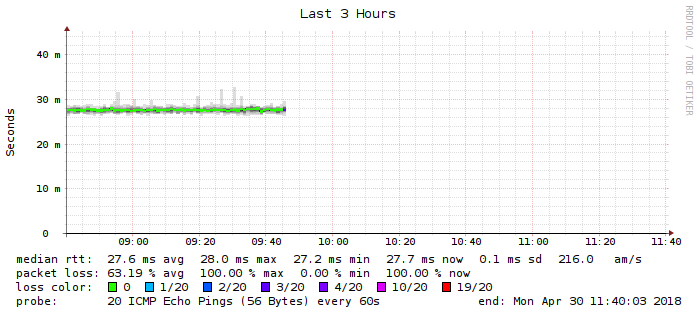 Last 3 Hours
RRDTOOL / TOBI OETIKER
Seconds
40 m
30 m
20 m
10 m
0
09:00 09:20 09:40 10:00 10:20 10:40 11:00 11:20 11:40
median rtt: 27.6 ms avg 28.0 ms max 27.2 ms min 27.7 ms now 0.1 ms sd 216.0 am/s
packet loss: 63.19 % avg 100.00 % max 0.00 % min 100.00 % now
loss color: 0 1/20 2/20 3/20 4/20 10/20 19/20
probe: 20 ICMP Echo Pings (56 Bytes) every 60s end: Mon Apr 30 11:40:03 2018